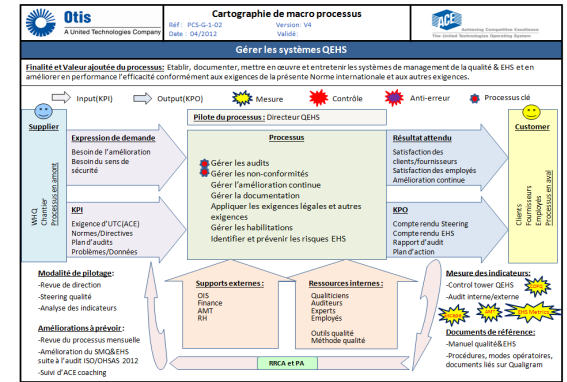 Otis
A United Technologies Company
Cartographie de macro processus
Réf : PCS-G-1-02
Version: V4
Date : 04/2012
Validé:
ACE
Achieving Competitive Excellence
The United Technologies Operating System
Gérer les systèmes QEHS
Finalité et Valeur ajoutée du processus: Etablir, documenter, mettre en œuvre et entretenir les systèmes de management de la qualité & EHS et en
améliorer en performance l'efficacité conformément aux exigences de la présente Norme internationale et aux autres exigences.
Input(KPI)
Output(KPO)
Mesure
Contrôle
Anti-erreur
Processus clé
Supplier
WHQ
Chantier
Processus en amont
Expression de demande
Besoin de l'amélioration
Besoin du sens de
sécurité
KPI
Exigence d'UTC(ACE)
Normes/Directives
Plan d'audits
Problèmes/Données
Pilote du processus : Directeur QEHS
Processus
Gérer les audits
Gérer les non-conformités
Gérer l'amélioration continue
Gérer la documentation
Appliquer les exigences légales et autres
exigences
Gérer les habilitations
Identifier et prévenir les risques EHS
Résultat attendu
Satisfaction des
clients/fournisseurs
Satisfaction des employés
Amélioration continue
KPO
Compte rendu Steering
Compte rendu EHS
Rapport d'audit
Plan d'action
Customer
Clients
Fournisseurs
Employés
Processus en aval
Modalité de pilotage:
-Revue de direction
-Steering qualité
-Analyse des indicateurs
Améliorations à prévoir :
-Revue du processus mensuelle
-Amélioration du SMQ&EHS
suite à l'audit ISO/OHSAS 2012
-Suivi d'ACE coaching
Supports externes :
OIS
Finance
AMT
RH
Ressources internes :
Qualiticiens
Auditeurs
Experts
Employés
Outils qualité
Méthode qualité
RRCA et PA
Mesure des indicateurs:
-Control tower QEHS
-Audit interne/externe
COPQ
Escape
AMT
EHS Metrics
Documents de référence:
-Manuel qualité&EHS
-Procédures, modes opératoires,
documents liés sur Qualigram